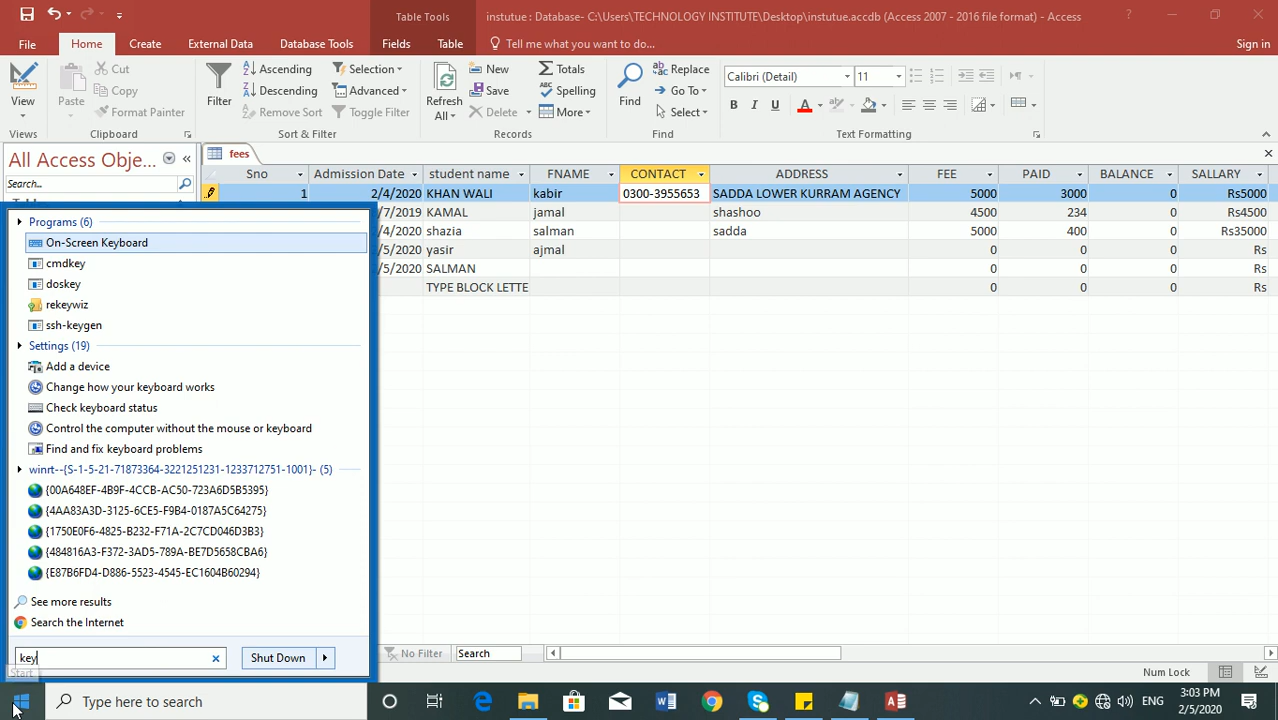 Table Tools
instutue : Database- C:\Users\TECHNOLOGY INSTITUTE\Desktop\instutue.accdb (Access 2007 - 2016 file format) - Access
File Home Create External Data Database Tools Fields Table Tell me what you want to do... Sign in
View
Views
Paste
Cut
Copy
Format Painter
Clipboard
Filter
Ascending
Descending
Remove Sort
Selection
Advanced
Toggle Filter
Sort & Filter
Refresh All
New
Save
Delete
Totals
Spelling
More
Records
Find
Replace
Go To
Select
Find
Calibri (Detail) 11
B I U A
Text Formatting
All Access Obje...
Search...
fees
Sno Admission Date student name FNAME CONTACT ADDRESS FEE PAID BALANCE SALLARY
1 2/4/2020 KHAN WALI kabir 0300-3955653 SADDA LOWER KURRAM AGENCY 5000 3000 0 Rs5000
/7/2019 KAMAL jamal shashoo 4500 234 0 Rs4500
/4/2020 shazia salman sadda 5000 400 0 Rs35000
/5/2020 yasir ajmal 0 0 0 Rs
/5/2020 SALMAN 0 0 0 Rs
TYPE BLOCK LETTE 0 0 0 Rs
Programs (6)
On-Screen Keyboard
cmdkey
doskey
rekeywiz
ssh-keygen
Settings (19)
Add a device
Change how your keyboard works
Check keyboard status
Control the computer without the mouse or keyboard
Find and fix keyboard problems
winrt--{S-1-5-21-71873364-3221251231-1233712751-1001}- (5)
{00A648EF-4B9F-4CCB-AC50-723A6D5B5395}
{4AA83A3D-3125-6CE5-F9B4-0187A5C64275}
{1750E0F6-4825-B232-F71A-2C7CD046D3B3}
{484816A3-F372-3AD5-789A-BE7D5658CBA6}
{E87B6FD4-D886-5523-4545-EC1604B60294}
See more results
Search the Internet
key
Shut Down
Start
No Filter Search
Num Lock
Type here to search
ENG
3:03 PM
2/5/2020